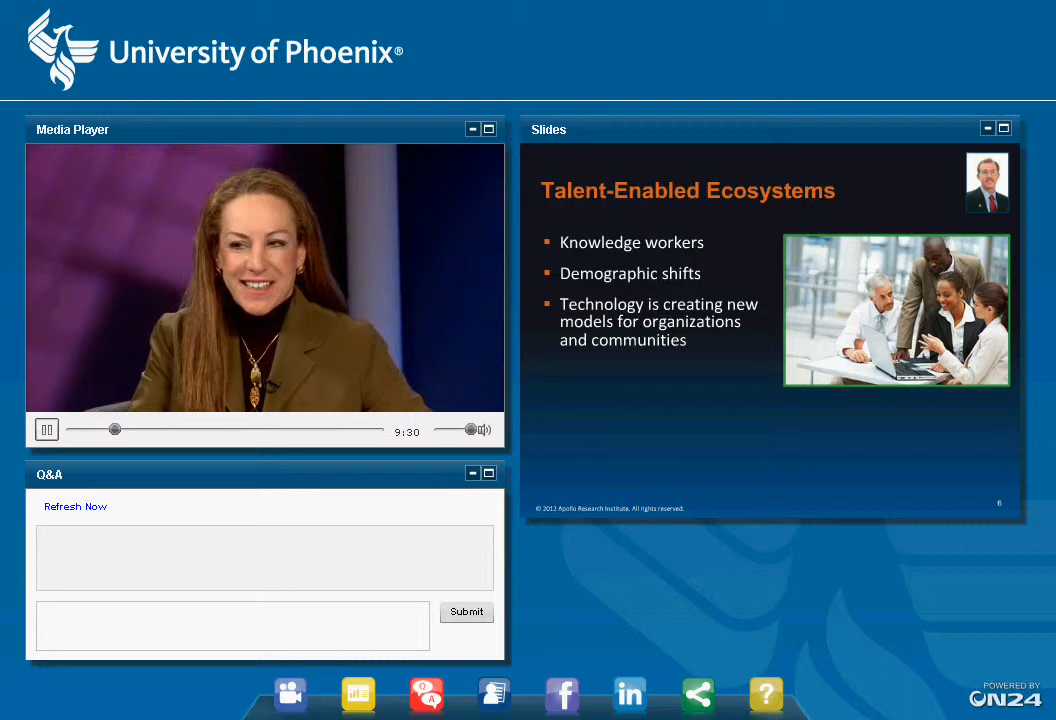 University of Phoenix®
Media Player
9:30
Slides
Talent-Enabled Ecosystems
Knowledge workers
Demographic shifts
Technology is creating new
models for organizations
and communities
© 2012 Apollo Research Institute. All rights reserved.
6
Q&A
Refresh Now
Submit
Q
A
f
in
?
POWERED BY
ON24